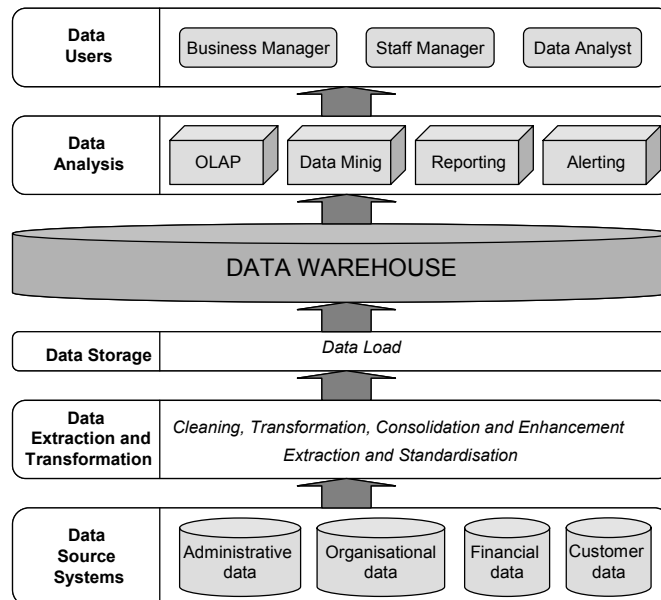 Data
Users
Business Manager
Staff Manager
Data Analyst
Data
Analysis
OLAP
Data Minig
Reporting
Alerting
DATA WAREHOUSE
Data Storage
Data Load
Data
Extraction and
Transformation
Cleaning, Transformation, Consolidation and Enhancement
Extraction and Standardisation
Data
Source
Systems
Administrative
data
Organisational
data
Financial
data
Customer
data